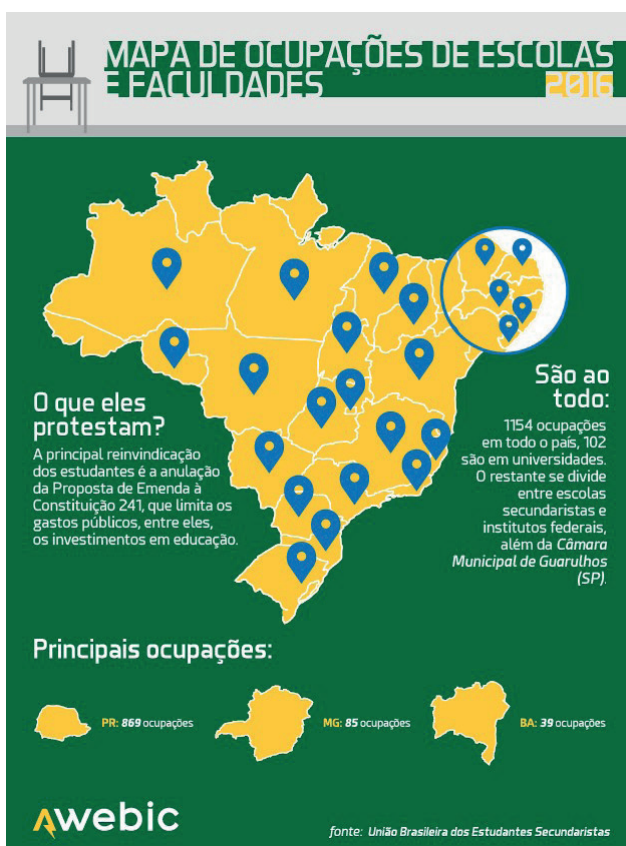 MAPA DE OCUPAÇÕES DE ESCOLAS
E FACULDADES
2016
O que eles
protestam?
A principal reinvindicação
dos estudantes é a anulação
da Proposta de Emenda à
Constituição 241, que limita os
gastos públicos, entre eles,
os investimentos em educação.
São ao
todo:
1154 ocupações
em todo o país, 102
são em universidades.
O restante se divide
entre escolas
secundaristas e
institutos federais,
além da Câmara
Municipal de Guarulhos
(SP).
Principais ocupações:
PR: 869 ocupações
MG: 85 ocupações
BA: 39 ocupações
Awebic
fonte: União Brasileira dos Estudantes Secundaristas